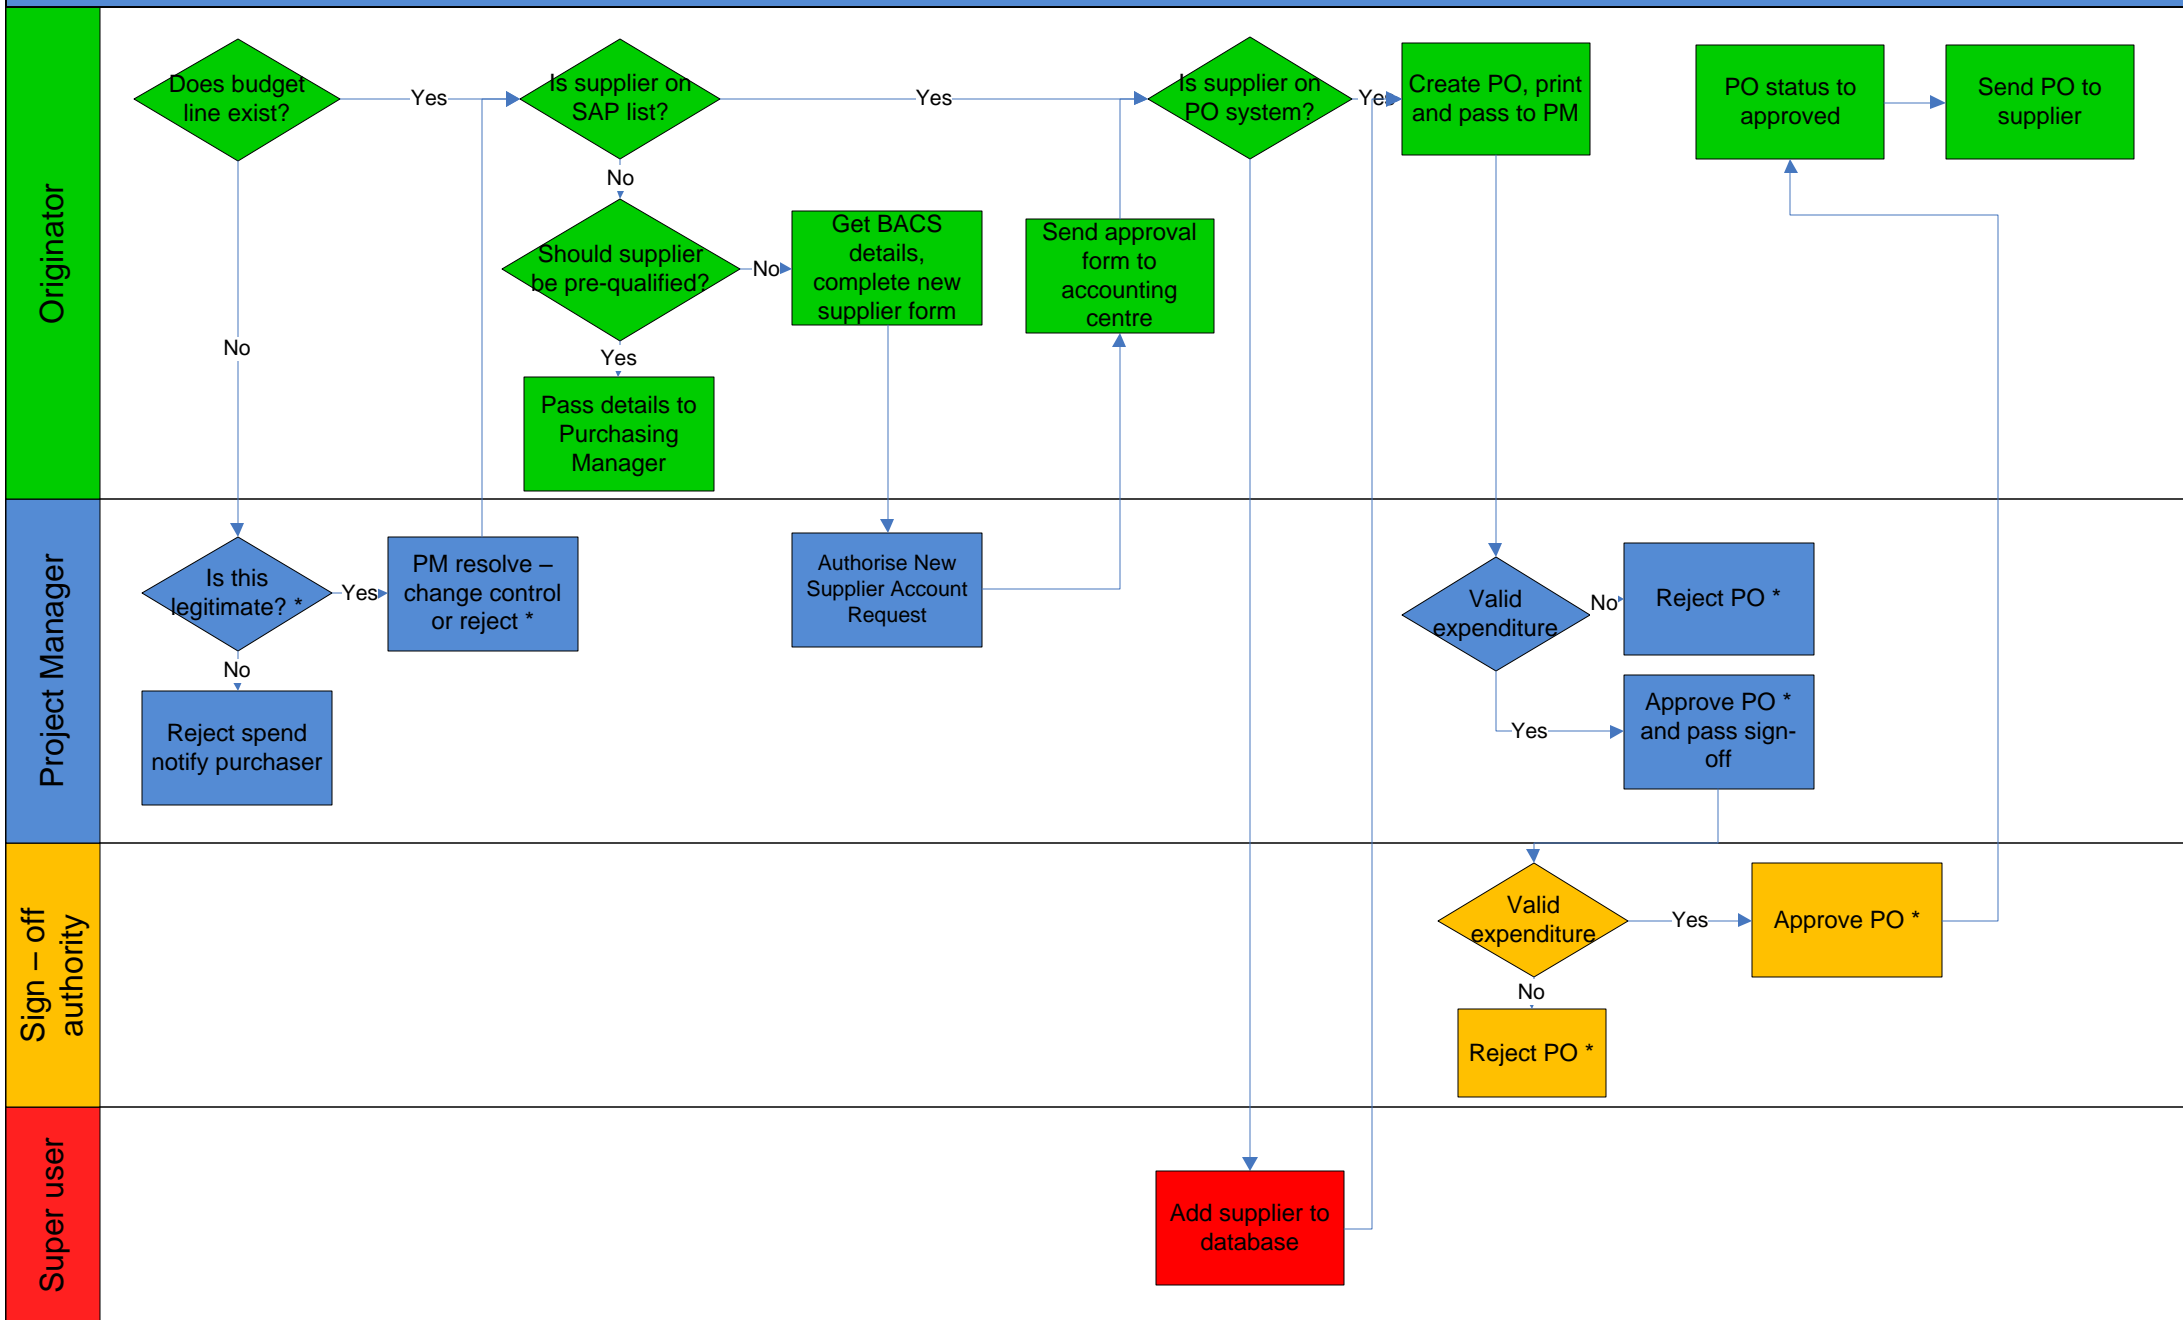 Originator
Does budget
line exist?
Yes
Is supplier on
SAP list?
Yes
Is supplier on
PO system?
Yes
Create PO, print
and pass to PM
PO status to
approved
Send PO to
supplier
No
No
Should supplier
be pre-qualified?
No
Get BACS
details,
complete new
supplier form
Send approval
form to
accounting
centre
Yes
Pass details to
Purchasing
Manager
Project Manager
Is this
legitimate? *
Yes
PM resolve –
change control
or reject *
No
Reject spend
notify purchaser
Authorise New
Supplier Account
Request
Valid
expenditure
No
Reject PO *
Yes
Approve PO *
and pass sign-
off
Sign – off
authority
Valid
expenditure
Yes
Approve PO *
No
Reject PO *
Super user
Add supplier to
database